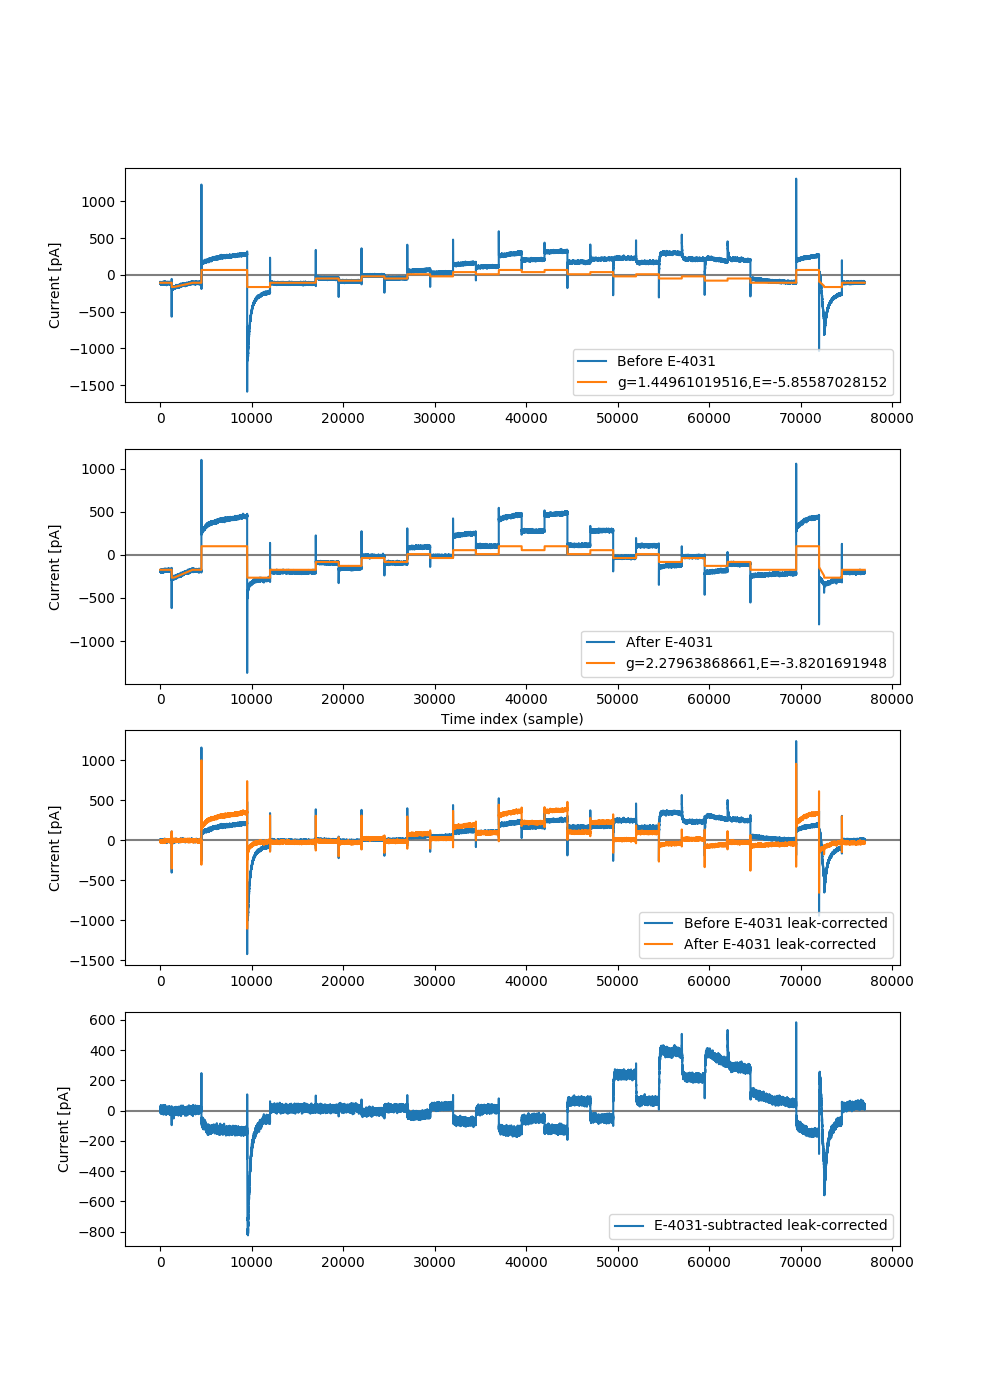 1000
500
0
−500
−1000
−1500
Current [pA]
Before E-4031
g=1.44961019516,E=-5.85587028152
0 10000 20000 30000 40000 50000 60000 70000 80000
1000
500
0
−500
−1000
Current [pA]
After E-4031
g=2.27963868661,E=-3.8201691948
0 10000 20000 30000 40000 50000 60000 70000 80000
Time index (sample)
1000
500
0
−500
−1000
−1500
Current [pA]
Before E-4031 leak-corrected
After E-4031 leak-corrected
0 10000 20000 30000 40000 50000 60000 70000 80000
600
400
200
0
−200
−400
−600
−800
Current [pA]
E-4031-subtracted leak-corrected
0 10000 20000 30000 40000 50000 60000 70000 80000